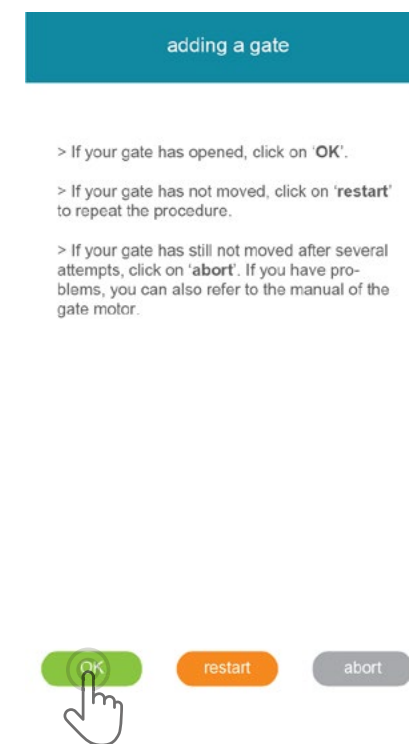 adding a gate
> If your gate has opened, click on ‘OK’.
> If your gate has not moved, click on ‘restart’
to repeat the procedure.
> If your gate has still not moved after several
attempts, click on ‘abort’. If you have pro-
blems, you can also refer to the manual of the
gate motor.
OK
restart
abort